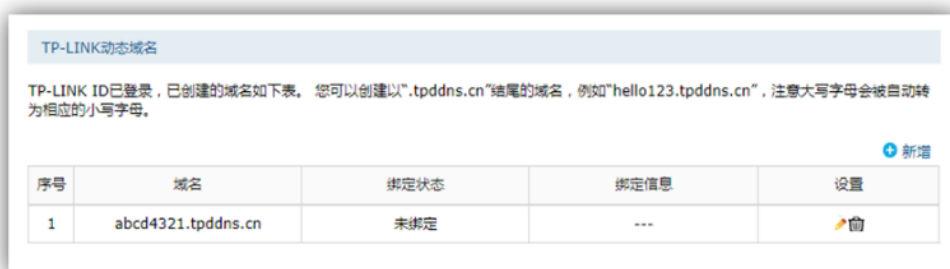 TP-LINK动态域名
TP-LINK ID已登录，已创建的域名如下表。 您可以创建以“.tpddns.cn”结尾的域名，例如“hello123.tpddns.cn”，注意大写字母会被自动转
为相应的小写字母。
新增
序号 域名 绑定状态 绑定信息 设置
1 abcd4321.tpddns.cn 未绑定 ---